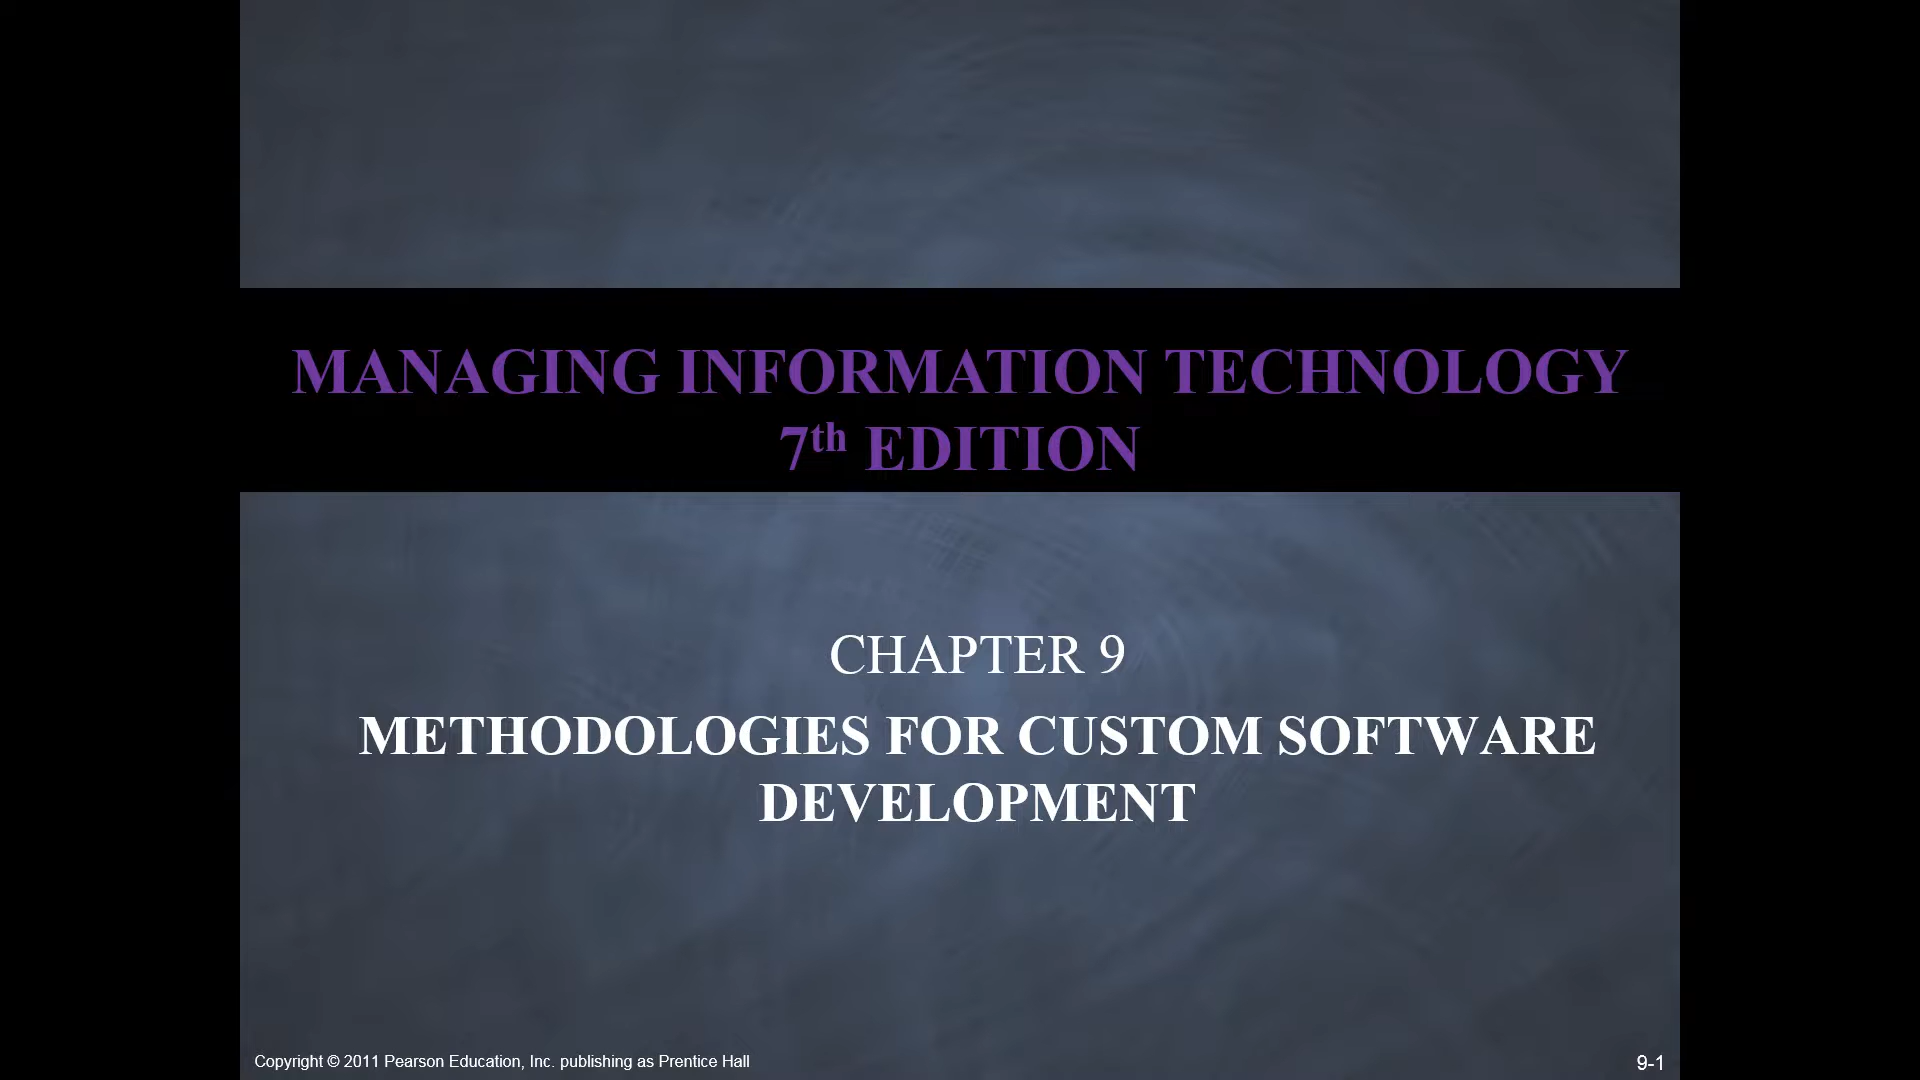 MANAGING INFORMATION TECHNOLOGY
7th EDITION
CHAPTER 9
METHODOLOGIES FOR CUSTOM SOFTWARE
DEVELOPMENT
Copyright © 2011 Pearson Education, Inc. publishing as Prentice Hall
9-1